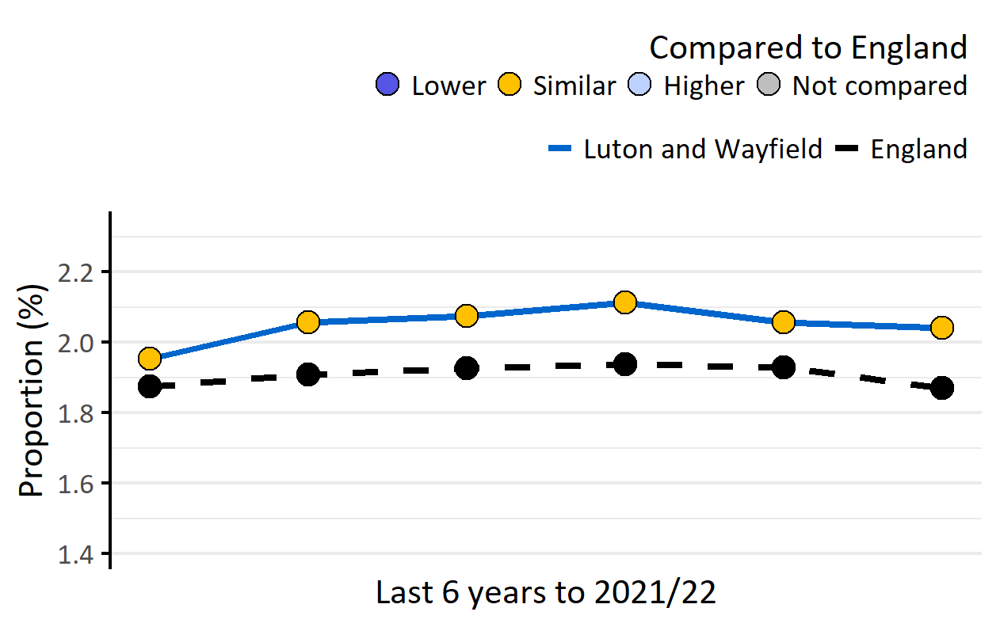 Compared to England
Lower Similar Higher Not compared
Luton and Wayfield England
Proportion (%)
2.2
2.0
1.8
1.6
1.4
Last 6 years to 2021/22